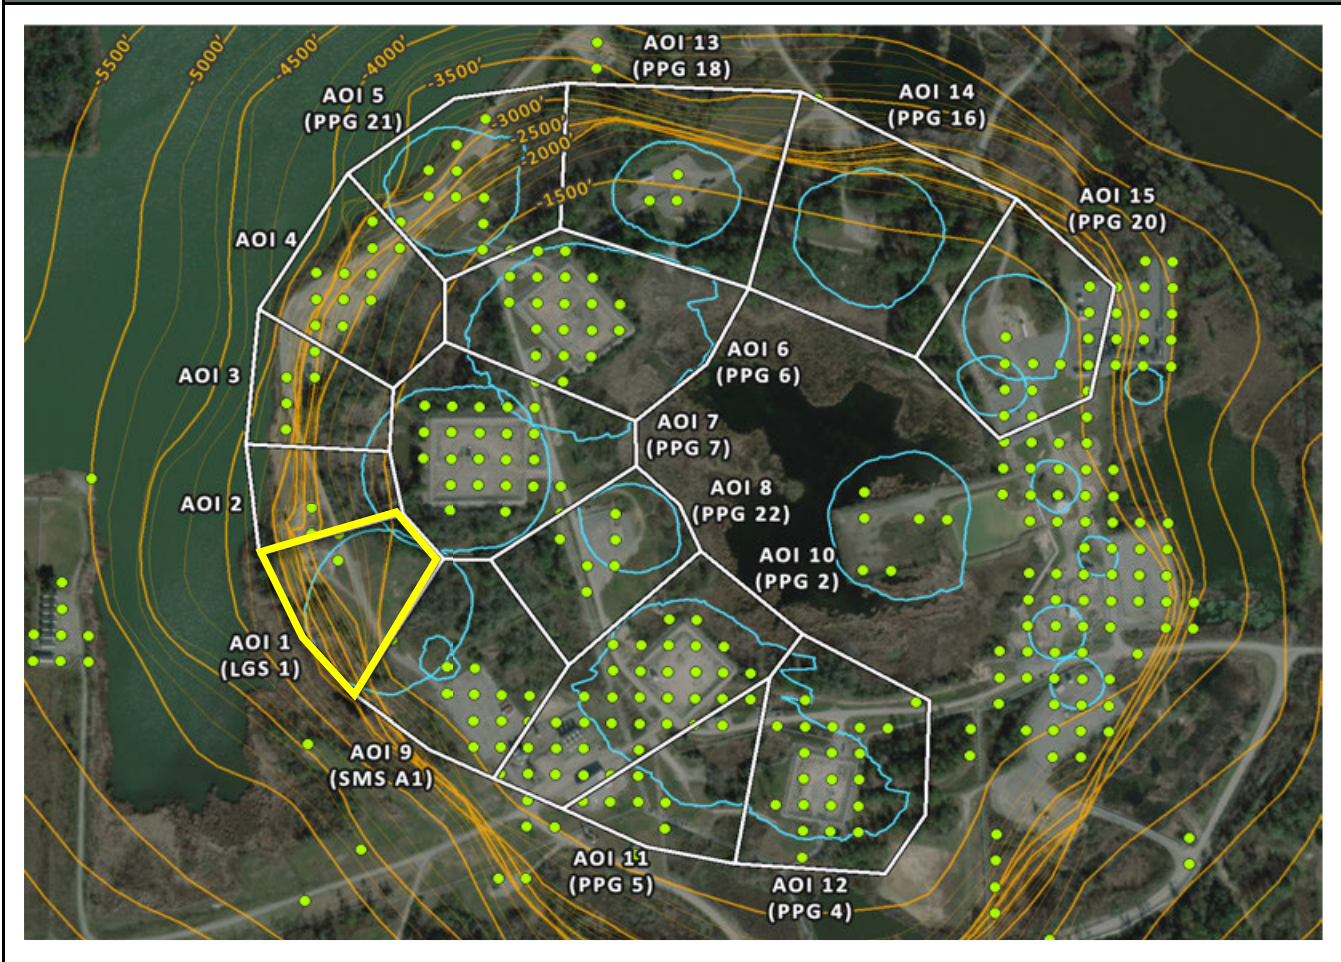 -5500'
-5000'
-4500'
-4000'
-3500'
-3000'
-2500'
-2000'
-1500'
AOI 13
(PPG 18)
AOI 5
(PPG 21)
AOI 14
(PPG 16)
AOI 15
(PPG 20)
AOI 4
AOI 3
AOI 6
(PPG 6)
AOI 7
(PPG 7)
AOI 2
AOI 8
(PPG 22)
AOI 10
(PPG 2)
AOI 1
(LGS 1)
AOI 9
(SMS A1)
AOI 11
(PPG 5)
AOI 12
(PPG 4)